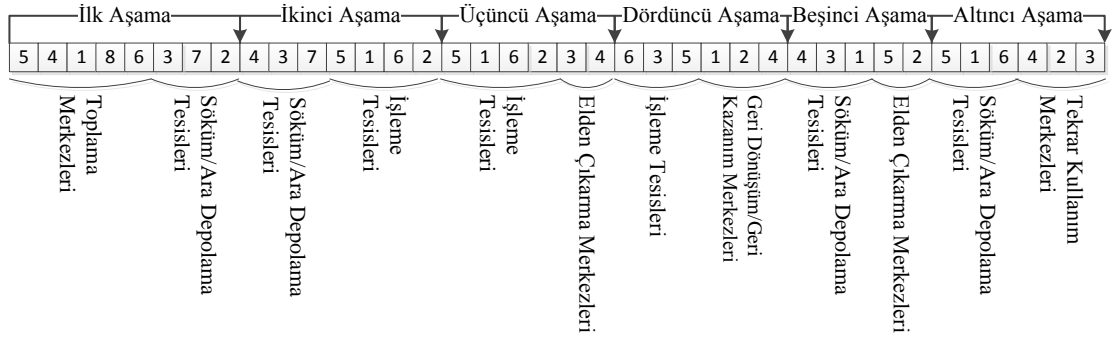 İlk Aşama İkinci Aşama Üçüncü Aşama Dördüncü Aşama Beşinci Aşama Altıncı Aşama
5 4 1 8 6 3 7 2 4 3 7 5 1 6 2 5 1 6 2 3 4 6 3 5 1 2 4 4 3 1 5 2 5 1 6 4 2 3
Toplama
Merkezleri
Söküm/Ara Depolama
Tesisleri
Söküm/Ara Depolama
Tesisleri
İşleme
Tesisleri
İşleme
Tesisleri
Elden Çıkarma Merkezleri
İşleme Tesisleri
Geri Dönüşüm/Geri
Kazanım Merkezleri
Söküm/Ara Depolama
Tesisleri
Elden Çıkarma Merkezleri
Söküm/Ara Depolama
Tesisleri
Tekrar Kullanım
Merkezleri